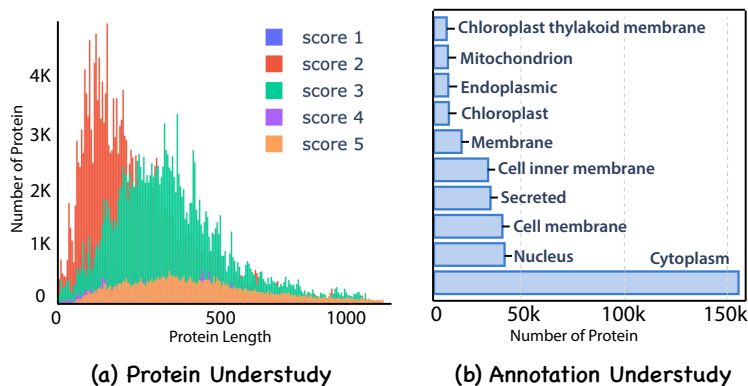 score 1
score 2
score 3
score 4
score 5
4K
3K
2K
1K
0
Number of Protein
0
500
1000
Protein Length
(a) Protein Understudy
Chloroplast thylakoid membrane
Mitochondrion
Endoplasmic
Chloroplast
Membrane
Cell inner membrane
Secreted
Cell membrane
Nucleus
Cytoplasm
0
50k
100k
150k
Number of Protein
(b) Annotation Understudy